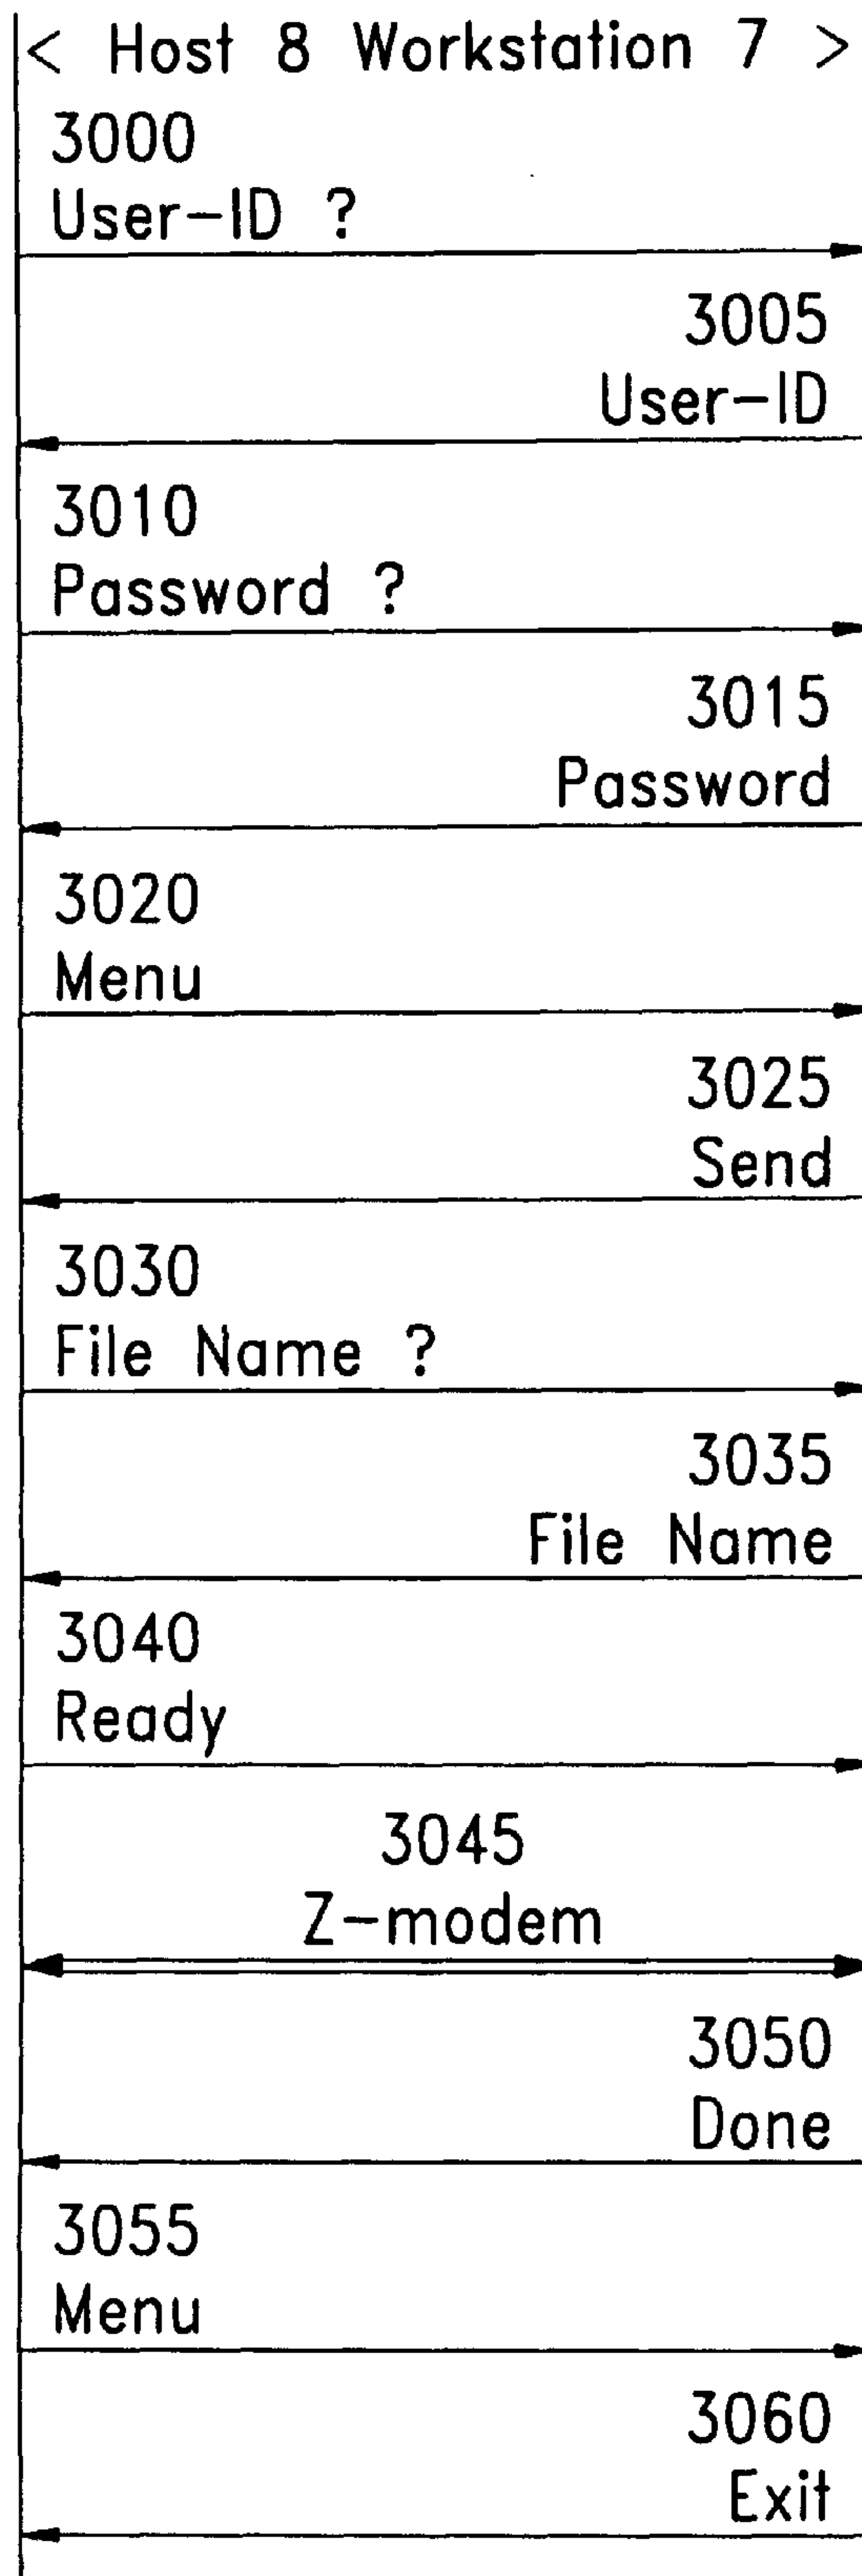 < Host 8 Workstation 7 >
3000
User-ID ?
3005
User-ID
3010
Password ?
3015
Password
3020
Menu
3025
Send
3030
File Name ?
3035
File Name
3040
Ready
3045
Z-modem
3050
Done
3055
Menu
3060
Exit